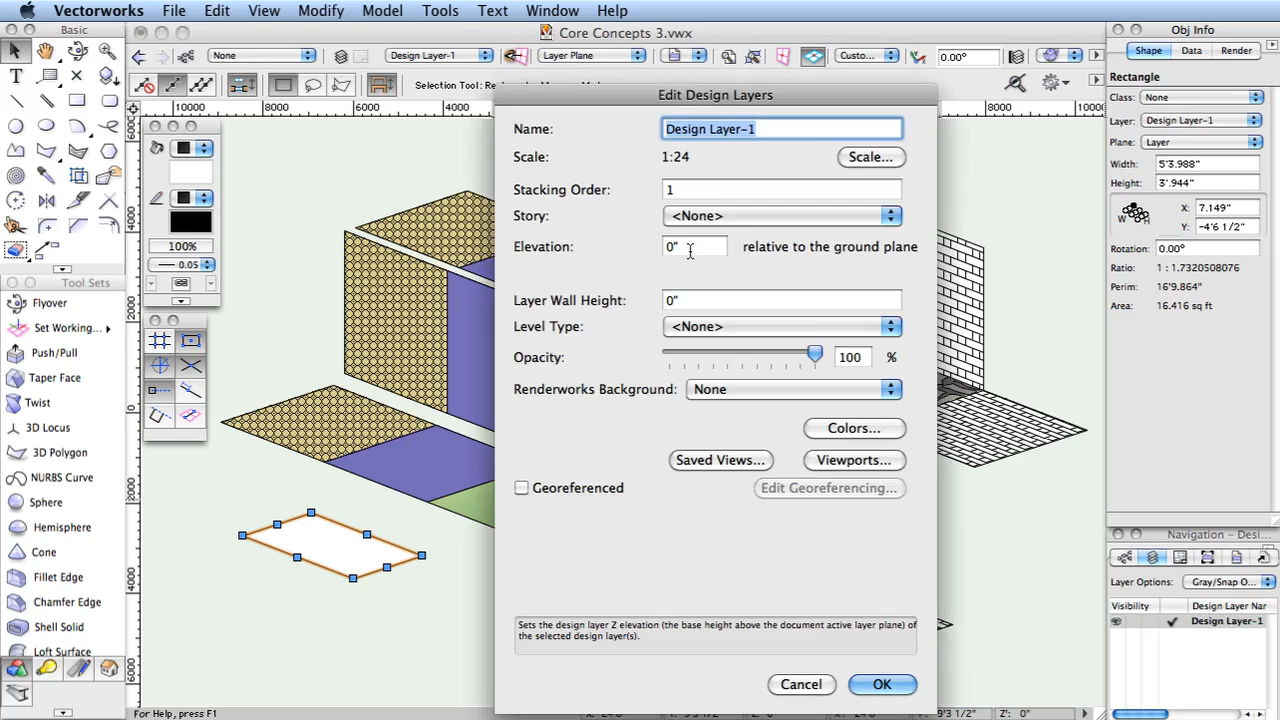 Vectorworks File Edit View Modify Model Tools Text Window Help
Basic
Core Concepts 3.vwx
Obj Info
None
Design Layer-1
Layer Plane
Custo...
0.00°
Shape Data Render
Selection Tool:
Rectangle
Class: None
Layer: Design Layer-1
Plane: Layer
Width: 5'3.988"
Height: 3'.944"
X: 7.149"
Y: -4'6 1/2"
W H
Rotation: 0.00°
Ratio: 1 : 1.7320508076
Perim: 16'9.864"
Area: 16.416 sq ft
10000 8000 6000 4000 8000 10000
6000
4000
2000
0
2000
4000
6000
100%
0.05
Tool Sets
Flyover
Set Working...
Push/Pull
Taper Face
Twist
3D Locus
3D Polygon
NURBS Curve
Sphere
Hemisphere
Cone
Fillet Edge
Chamfer Edge
Shell Solid
Loft Surface
Edit Design Layers
Name: Design Layer-1
Scale: 1:24 Scale...
Stacking Order: 1
Story: <None>
Elevation: 0" relative to the ground plane
Layer Wall Height: 0"
Level Type: <None>
Opacity: 100 %
Renderworks Background: None
Colors...
Saved Views... Viewports...
Georeferenced Edit Georeferencing...
Sets the design layer Z elevation (the base height above the document active layer plane) of
the selected design layer(s).
Cancel OK
Navigation - Desi...
Layer Options: Gray/Snap O...
Visibility Design Layer Nar
Design Layer-1
For Help, press F1